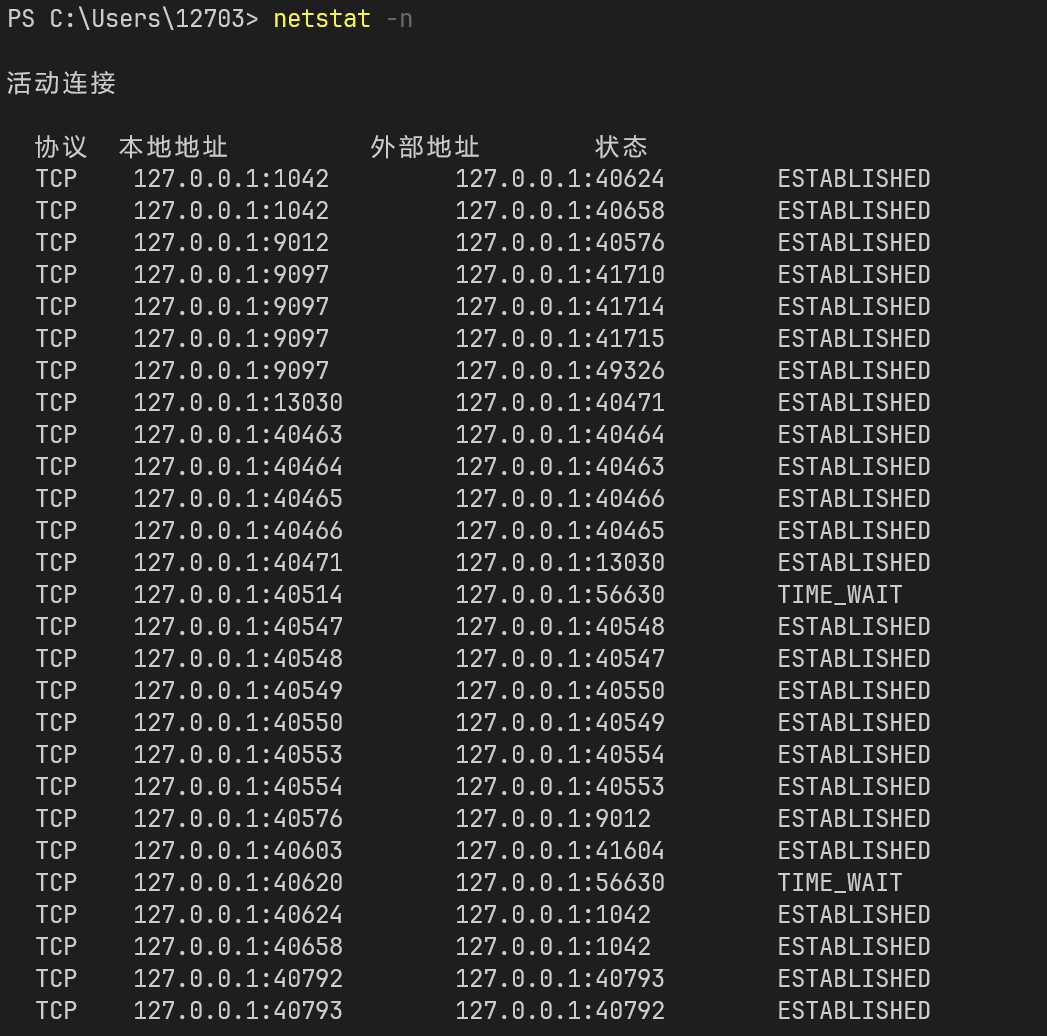 PS C:\Users\12703> netstat -n
活动连接
协议 本地地址 外部地址 状态
TCP 127.0.0.1:1042 127.0.0.1:40624 ESTABLISHED
TCP 127.0.0.1:1042 127.0.0.1:40658 ESTABLISHED
TCP 127.0.0.1:9012 127.0.0.1:40576 ESTABLISHED
TCP 127.0.0.1:9097 127.0.0.1:41710 ESTABLISHED
TCP 127.0.0.1:9097 127.0.0.1:41714 ESTABLISHED
TCP 127.0.0.1:9097 127.0.0.1:41715 ESTABLISHED
TCP 127.0.0.1:9097 127.0.0.1:49326 ESTABLISHED
TCP 127.0.0.1:13030 127.0.0.1:40471 ESTABLISHED
TCP 127.0.0.1:40463 127.0.0.1:40464 ESTABLISHED
TCP 127.0.0.1:40464 127.0.0.1:40463 ESTABLISHED
TCP 127.0.0.1:40465 127.0.0.1:40466 ESTABLISHED
TCP 127.0.0.1:40466 127.0.0.1:40465 ESTABLISHED
TCP 127.0.0.1:40471 127.0.0.1:13030 ESTABLISHED
TCP 127.0.0.1:40514 127.0.0.1:56630 TIME_WAIT
TCP 127.0.0.1:40547 127.0.0.1:40548 ESTABLISHED
TCP 127.0.0.1:40548 127.0.0.1:40547 ESTABLISHED
TCP 127.0.0.1:40549 127.0.0.1:40550 ESTABLISHED
TCP 127.0.0.1:40550 127.0.0.1:40549 ESTABLISHED
TCP 127.0.0.1:40553 127.0.0.1:40554 ESTABLISHED
TCP 127.0.0.1:40554 127.0.0.1:40553 ESTABLISHED
TCP 127.0.0.1:40576 127.0.0.1:9012 ESTABLISHED
TCP 127.0.0.1:40603 127.0.0.1:41604 ESTABLISHED
TCP 127.0.0.1:40620 127.0.0.1:56630 TIME_WAIT
TCP 127.0.0.1:40624 127.0.0.1:1042 ESTABLISHED
TCP 127.0.0.1:40658 127.0.0.1:1042 ESTABLISHED
TCP 127.0.0.1:40792 127.0.0.1:40793 ESTABLISHED
TCP 127.0.0.1:40793 127.0.0.1:40792 ESTABLISHED